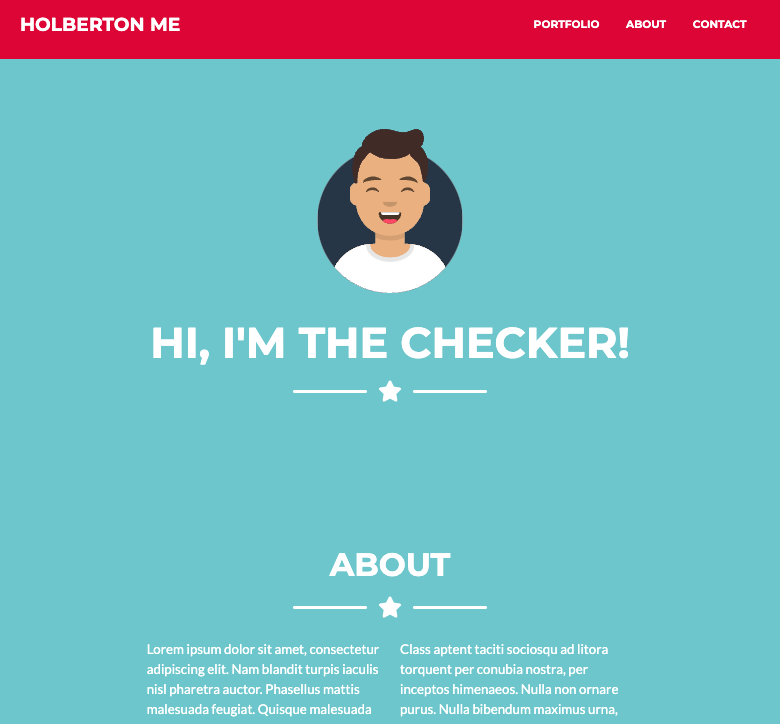 HOLBERTON ME
PORTFOLIO ABOUT CONTACT
HI, I'M THE CHECKER!
ABOUT
Lorem ipsum dolor sit amet, consectetur
adipiscing elit. Nam blandit turpis iaculis
nisl pharetra auctor. Phasellus mattis
malesuada feugiat. Quisque malesuada
Class aptent taciti sociosqu ad litora
torquent per conubia nostra, per
inceptos himenaeos. Nulla non ornare
purus. Nulla bibendum maximus urna,